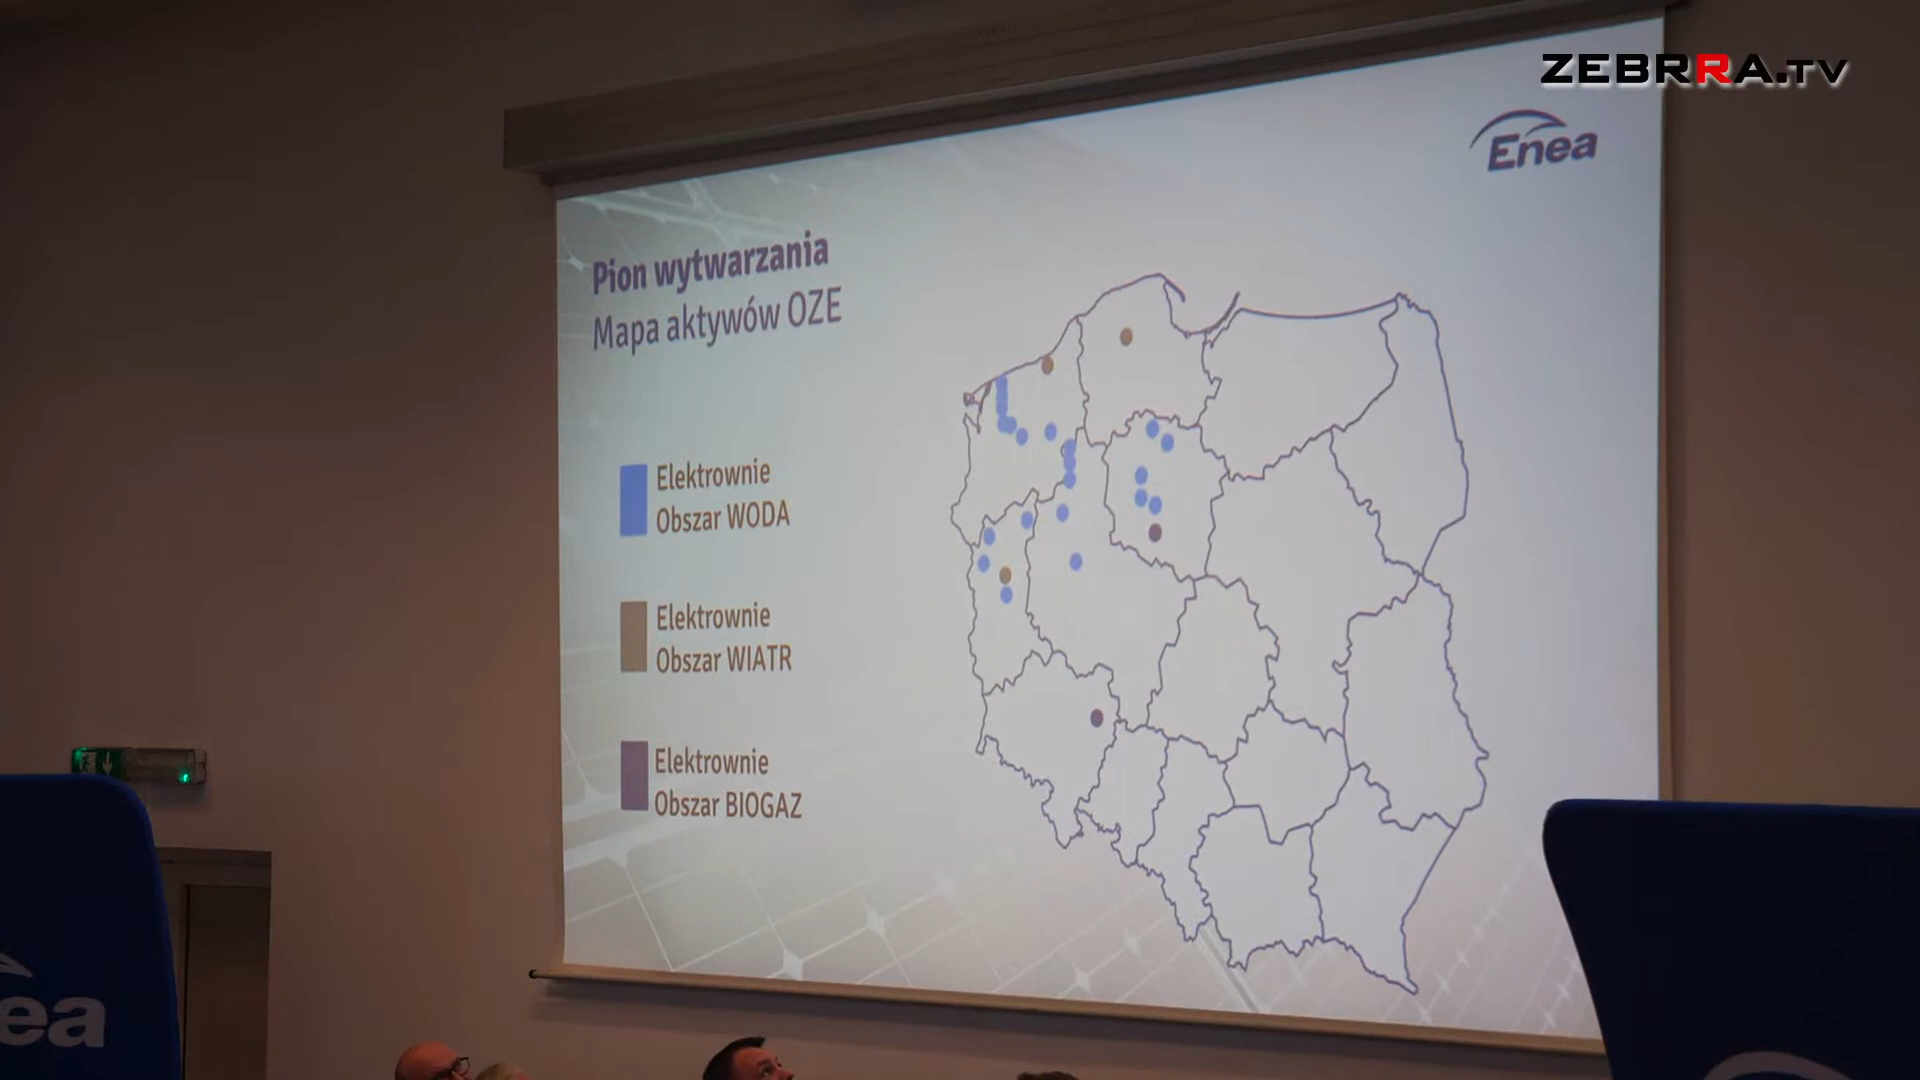 ZEBRRA.TV
Enea
Pion wytwarzania
Mapa aktywów OZE
Elektrownie
Obszar WODA
Elektrownie
Obszar WIATR
Elektrownie
Obszar BIOGAZ
ea